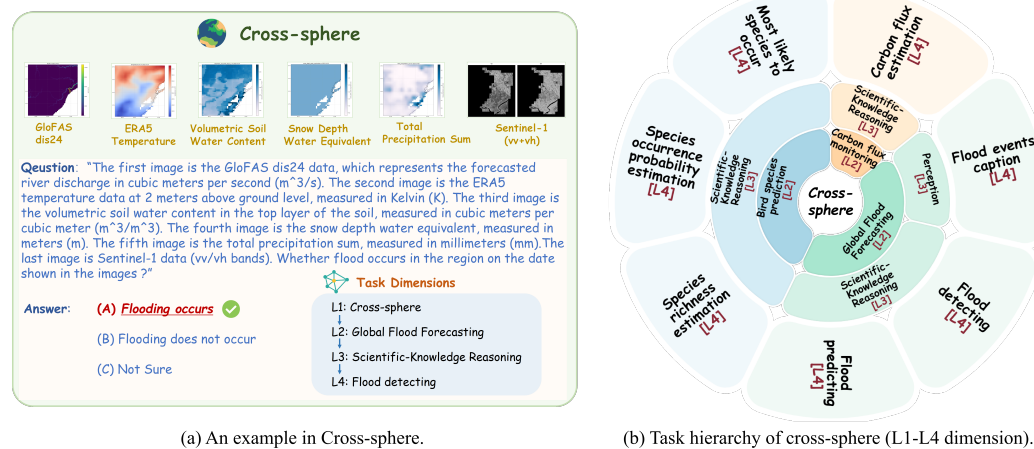 Cross-sphere
GloFAS
dis24
ERA5
Temperature
Volumetric Soil
Water Content
Snow Depth
Water Equivalent
Total
Precipitation Sum
Sentinel-1
(vv+vh)
Qeustion: “The first image is the GloFAS dis24 data, which represents the forecasted
river discharge in cubic meters per second (m^3/s). The second image is the ERA5
temperature data at 2 meters above ground level, measured in Kelvin (K). The third image is
the volumetric soil water content in the top layer of the soil, measured in cubic meters per
cubic meter (m^3/m^3). The fourth image is the snow depth water equivalent, measured in
meters (m). The fifth image is the total precipitation sum, measured in millimeters (mm).The
last image is Sentinel-1 data (vv/vh bands). Whether flood occurs in the region on the date
shown in the images ?”
Answer:
(A) Flooding occurs
(B) Flooding does not occur
(C) Not Sure
Task Dimensions
L1: Cross-sphere
L2: Global Flood Forecasting
L3: Scientific-Knowledge Reasoning
L4: Flood detecting
(a) An example in Cross-sphere.
Most likely
species to
occur
[L4]
Carbon flux
estimation
[L4]
Species
occurrence
probability
estimation
[L4]
Scientific-
Knowledge
Reasoning
[L3]
Bird species
prediction
[L2]
Scientific-
Knowledge
Reasoning
[L3]
Carbon flux
monitoring
[L2]
Cross-
sphere
Perception
[L3]
Flood events
caption
[L4]
Global Flood
Forecasting
[L2]
Scientific-
Knowledge
Reasoning
[L3]
Species
richness
estimation
[L4]
Flood
predicting
[L4]
Flood
detecting
[L4]
(b) Task hierarchy of cross-sphere (L1-L4 dimension).